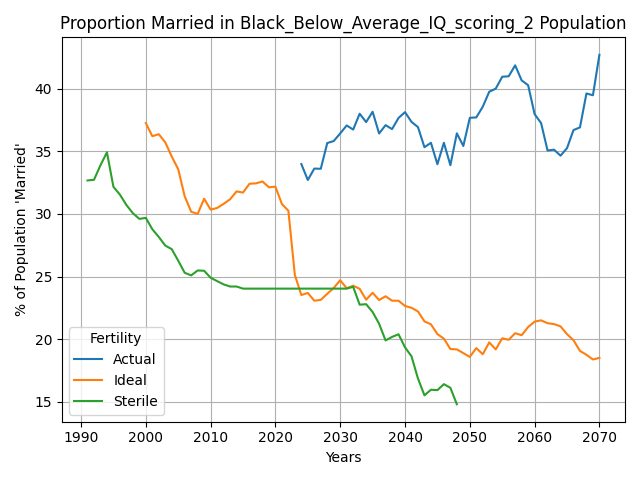 Proportion Married in Black_Below_Average_IQ_scoring_2 Population
% of Population 'Married'
40
35
30
25
20
15
Fertility
Actual
Ideal
Sterile
1990 2000 2010 2020 2030 2040 2050 2060 2070
Years